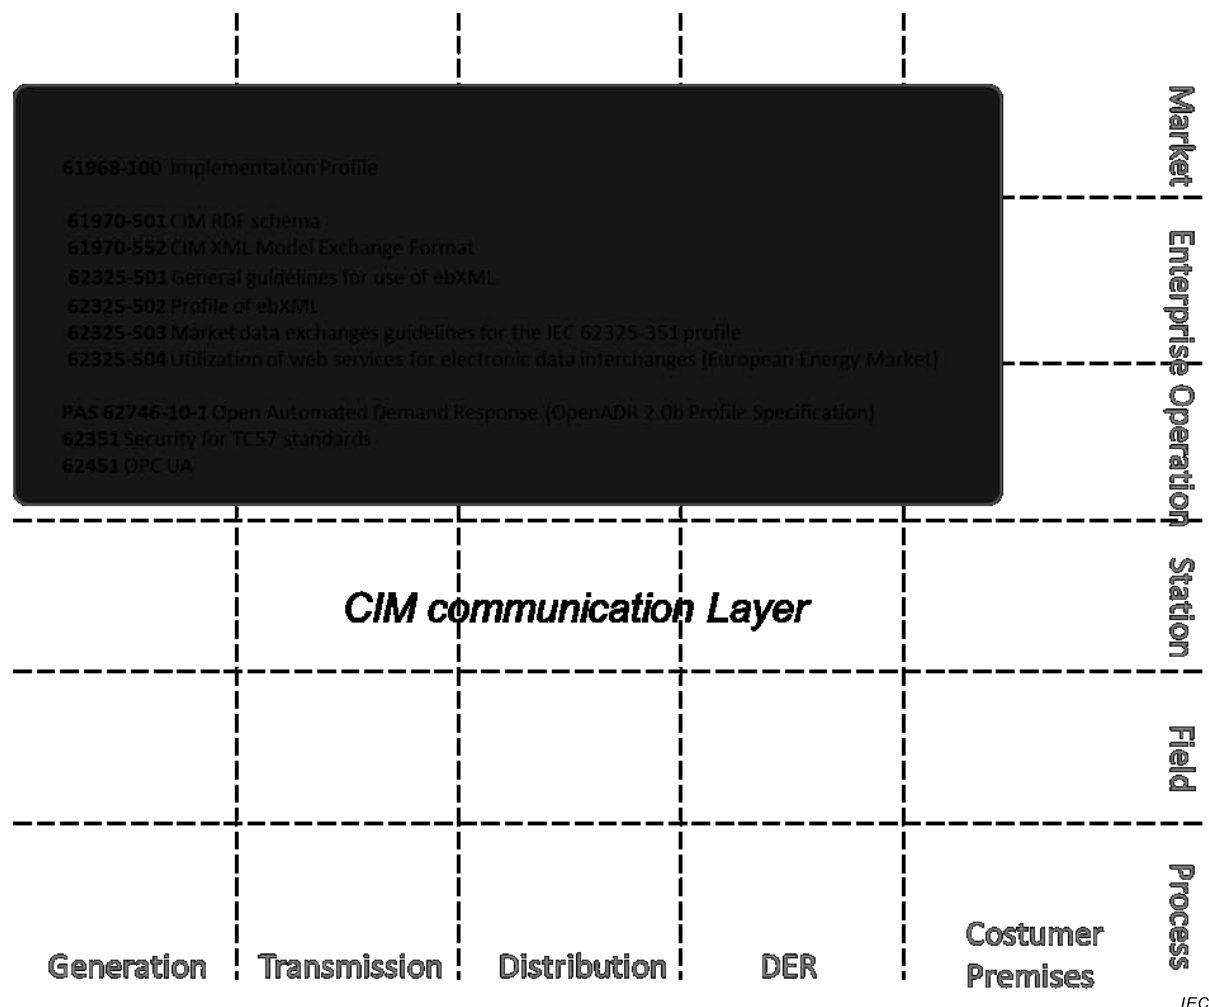 61968-100 Implementation Profile
61970-501 CIM RDF schema
61970-552 CIM XML Model Exchange Format
62325-501 General guidelines for use of ebXML
62325-502 Profile of ebXML
62325-503 Market data exchanges guidelines for the IEC 62325-351 profile
62325-504 Utilization of web services for electronic data interchanges (European Energy Market)
PAS 62746-10-1 Open Automated Demand Response (OpenADR 2.0b Profile Specification)
62351 Security for TC57 standards
62451 OPC UA
Market
Enterprise
Operation
Station
Field
Process
CIM communication Layer
Generation
Transmission
Distribution
DER
Costumer
Premises
IEC